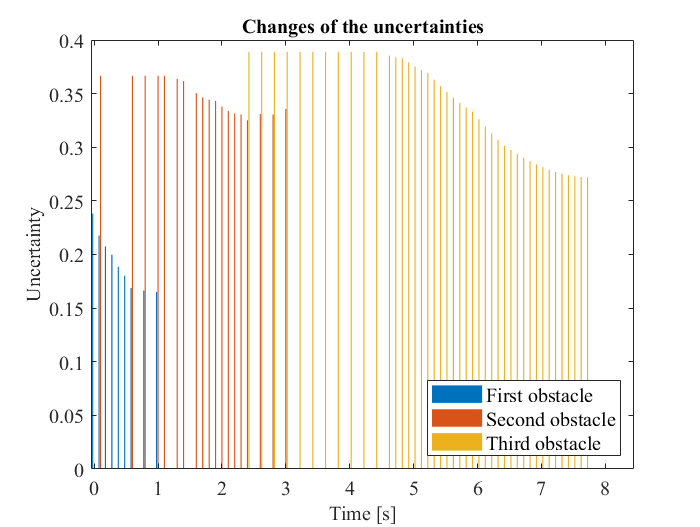 Changes of the uncertainties
0.4
0.35
0.3
0.25
0.2
0.15
0.1
0.05
0
Uncertainty
First obstacle
Second obstacle
Third obstacle
0 1 2 3 4 5 6 7 8
Time [s]